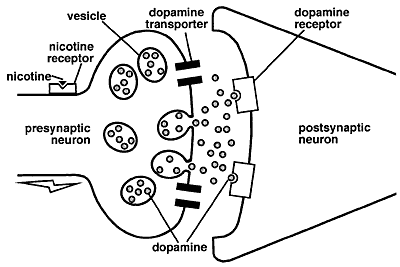 vesicle
dopamine
transporter
dopamine
receptor
nicotine
receptor
nicotine
presynaptic
neuron
postsynaptic
neuron
dopamine